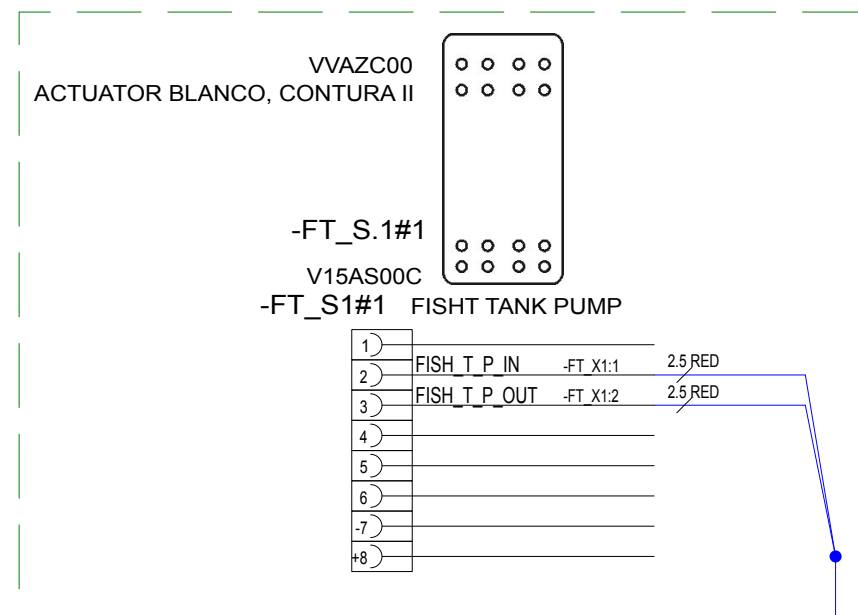 VVAZC00
ACTUATOR BLANCO, CONTURA II
-FT_S.1#1
V15AS00C
-FT_S1#1 FISHT TANK PUMP
1
2 FISH_T_P_IN -FT_X1:1 2.5 RED
3 FISH_T_P_OUT -FT_X1:2 2.5 RED
4
5
6
-7
+8